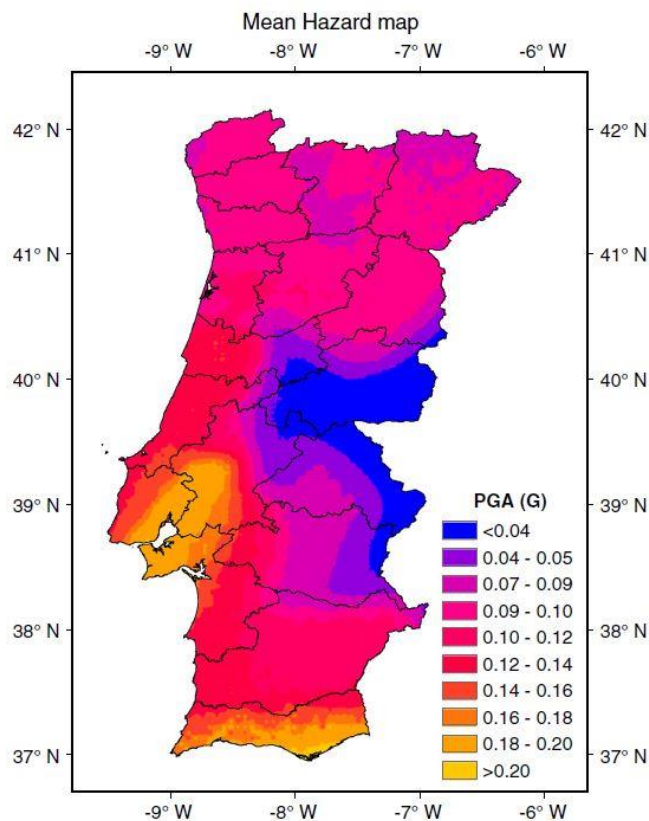 Mean Hazard map
-9° W -8° W -7° W -6° W
42° N 42° N
41° N 41° N
40° N 40° N
39° N 39° N
PGA (G)
<0.04
0.04 - 0.05
0.07 - 0.09
0.09 - 0.10
38° N 38° N
0.10 - 0.12
0.12 - 0.14
0.14 - 0.16
0.16 - 0.18
0.18 - 0.20
37° N 37° N
>0.20
-9° W -8° W -7° W -6° W